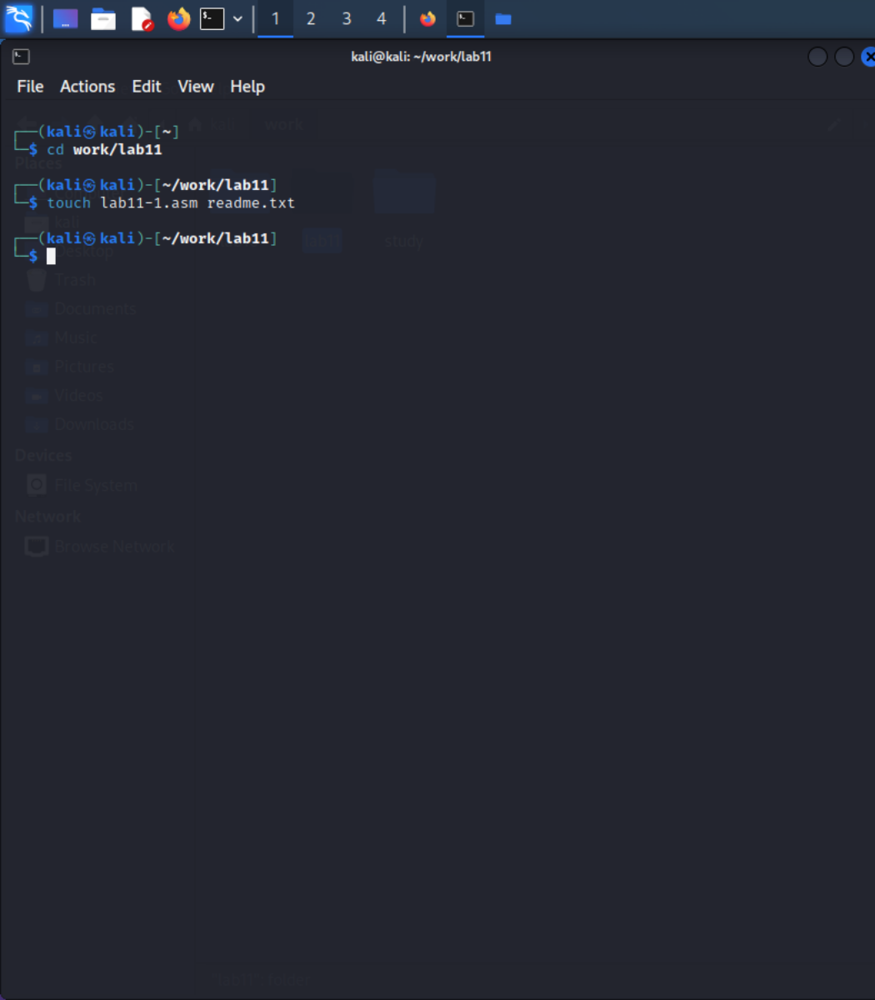 1 2 3 4
kali@kali: ~/work/lab11
File Actions Edit View Help
kali work
┌──(kali㉿kali)-[~]
└─$ cd work/lab11
Places
┌──(kali㉿kali)-[~/work/lab11]
└─$ touch lab11-1.asm readme.txt
kali
┌──(kali㉿kali)-[~/work/lab11]
lab11 study
└─$
Desktop
Trash
Documents
Music
Pictures
Videos
Downloads
Devices
File System
Network
Browse Network
"lab11" folder